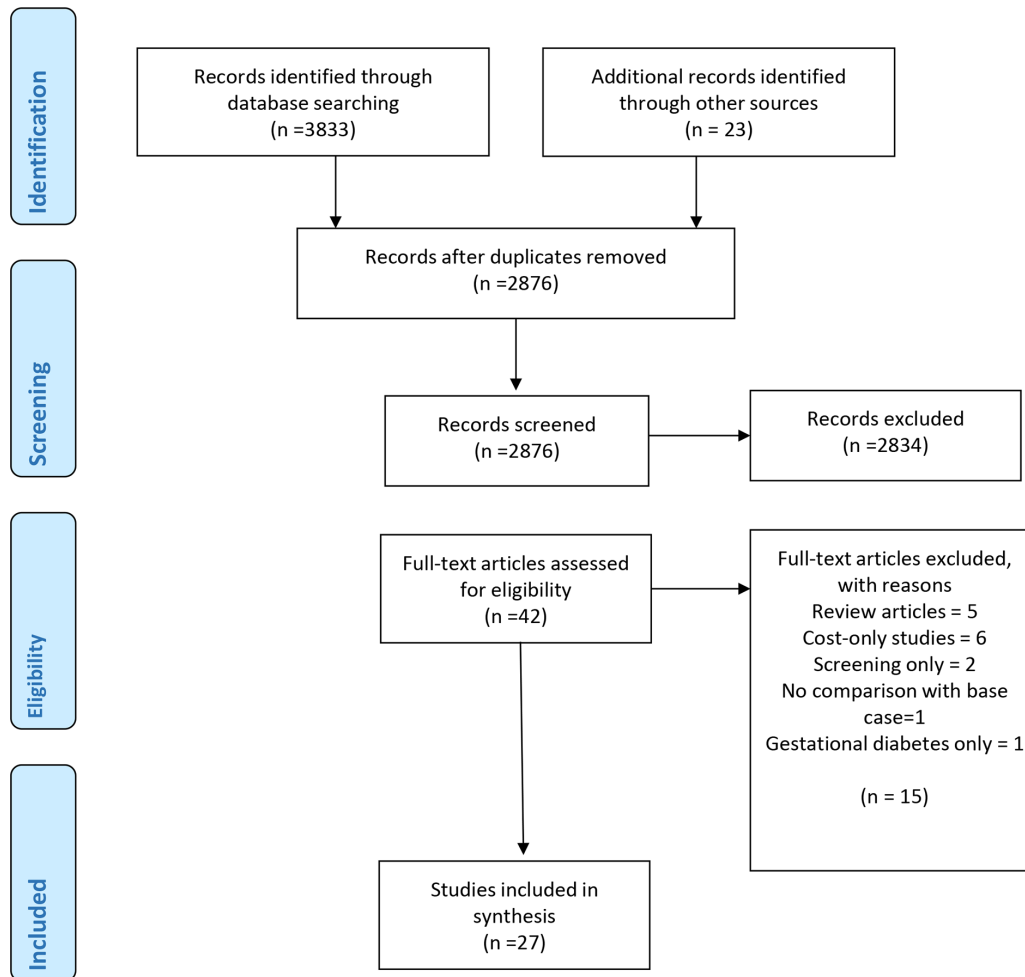 Identification
Records identified through
database searching
(n =3833)
Additional records identified
through other sources
(n = 23)
Records after duplicates removed
(n =2876)
Screening
Records screened
(n =2876)
Records excluded
(n =2834)
Eligibility
Full-text articles assessed
for eligibility
(n =42)
Full-text articles excluded,
with reasons
Review articles = 5
Cost-only studies = 6
Screening only = 2
No comparison with base
case=1
Gestational diabetes only = 1
(n = 15)
Included
Studies included in
synthesis
(n =27)